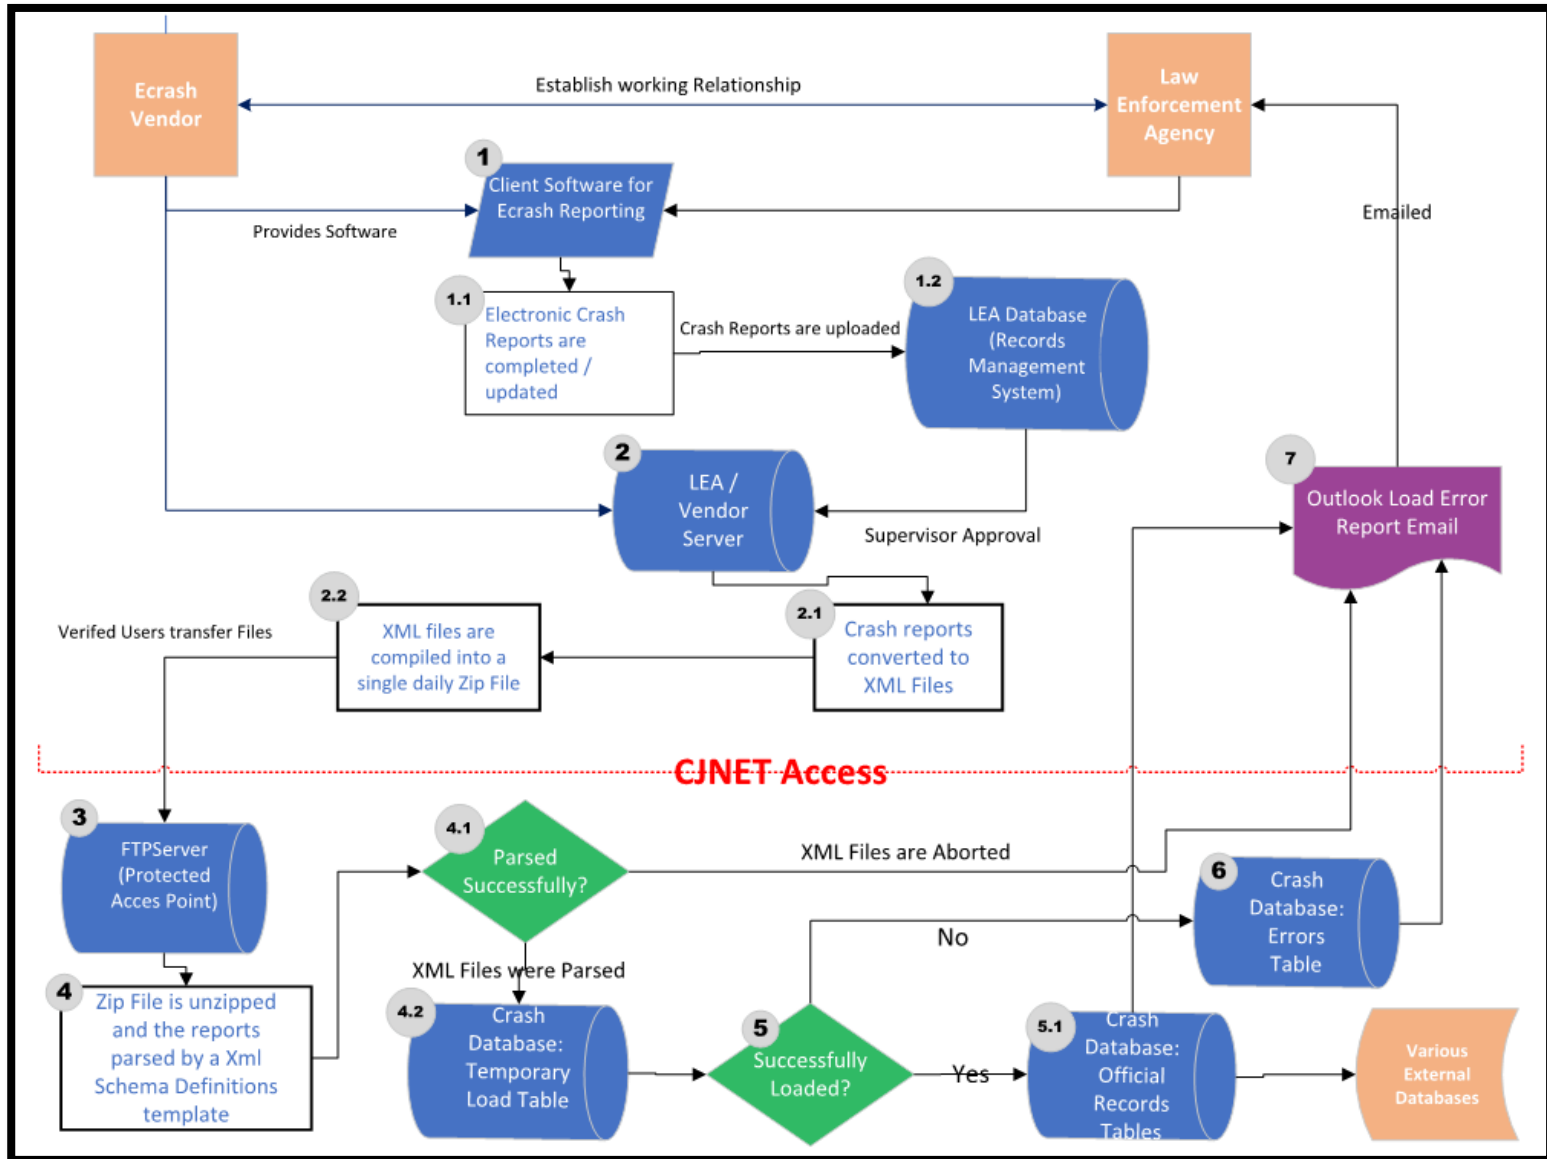 Ecrash
Vendor
Establish working Relationship
Law
Enforcement
Agency
1
Client Software for
Ecrash Reporting
Provides Software
Emailed
1.1
Electronic Crash
Reports are
completed /
updated
Crash Reports are uploaded
1.2
LEA Database
(Records
Management
System)
2
LEA /
Vendor
Server
Supervisor Approval
7
Outlook Load Error
Report Email
2.2
XML files are
compiled into a
single daily Zip File
2.1
Crash reports
converted to
XML Files
Verifed Users transfer Files
CJNET Access
3
FTPServer
(Protected
Acces Point)
4.1
Parsed
Successfully?
XML Files are Aborted
6
Crash
Database:
Errors
Table
No
XML Files were Parsed
4
Zip File is unzipped
and the reports
parsed by a Xml
Schema Definitions
template
4.2
Crash
Database:
Temporary
Load Table
5
Successfully
Loaded?
Yes
5.1
Crash
Database:
Official
Records
Tables
Various
External
Databases